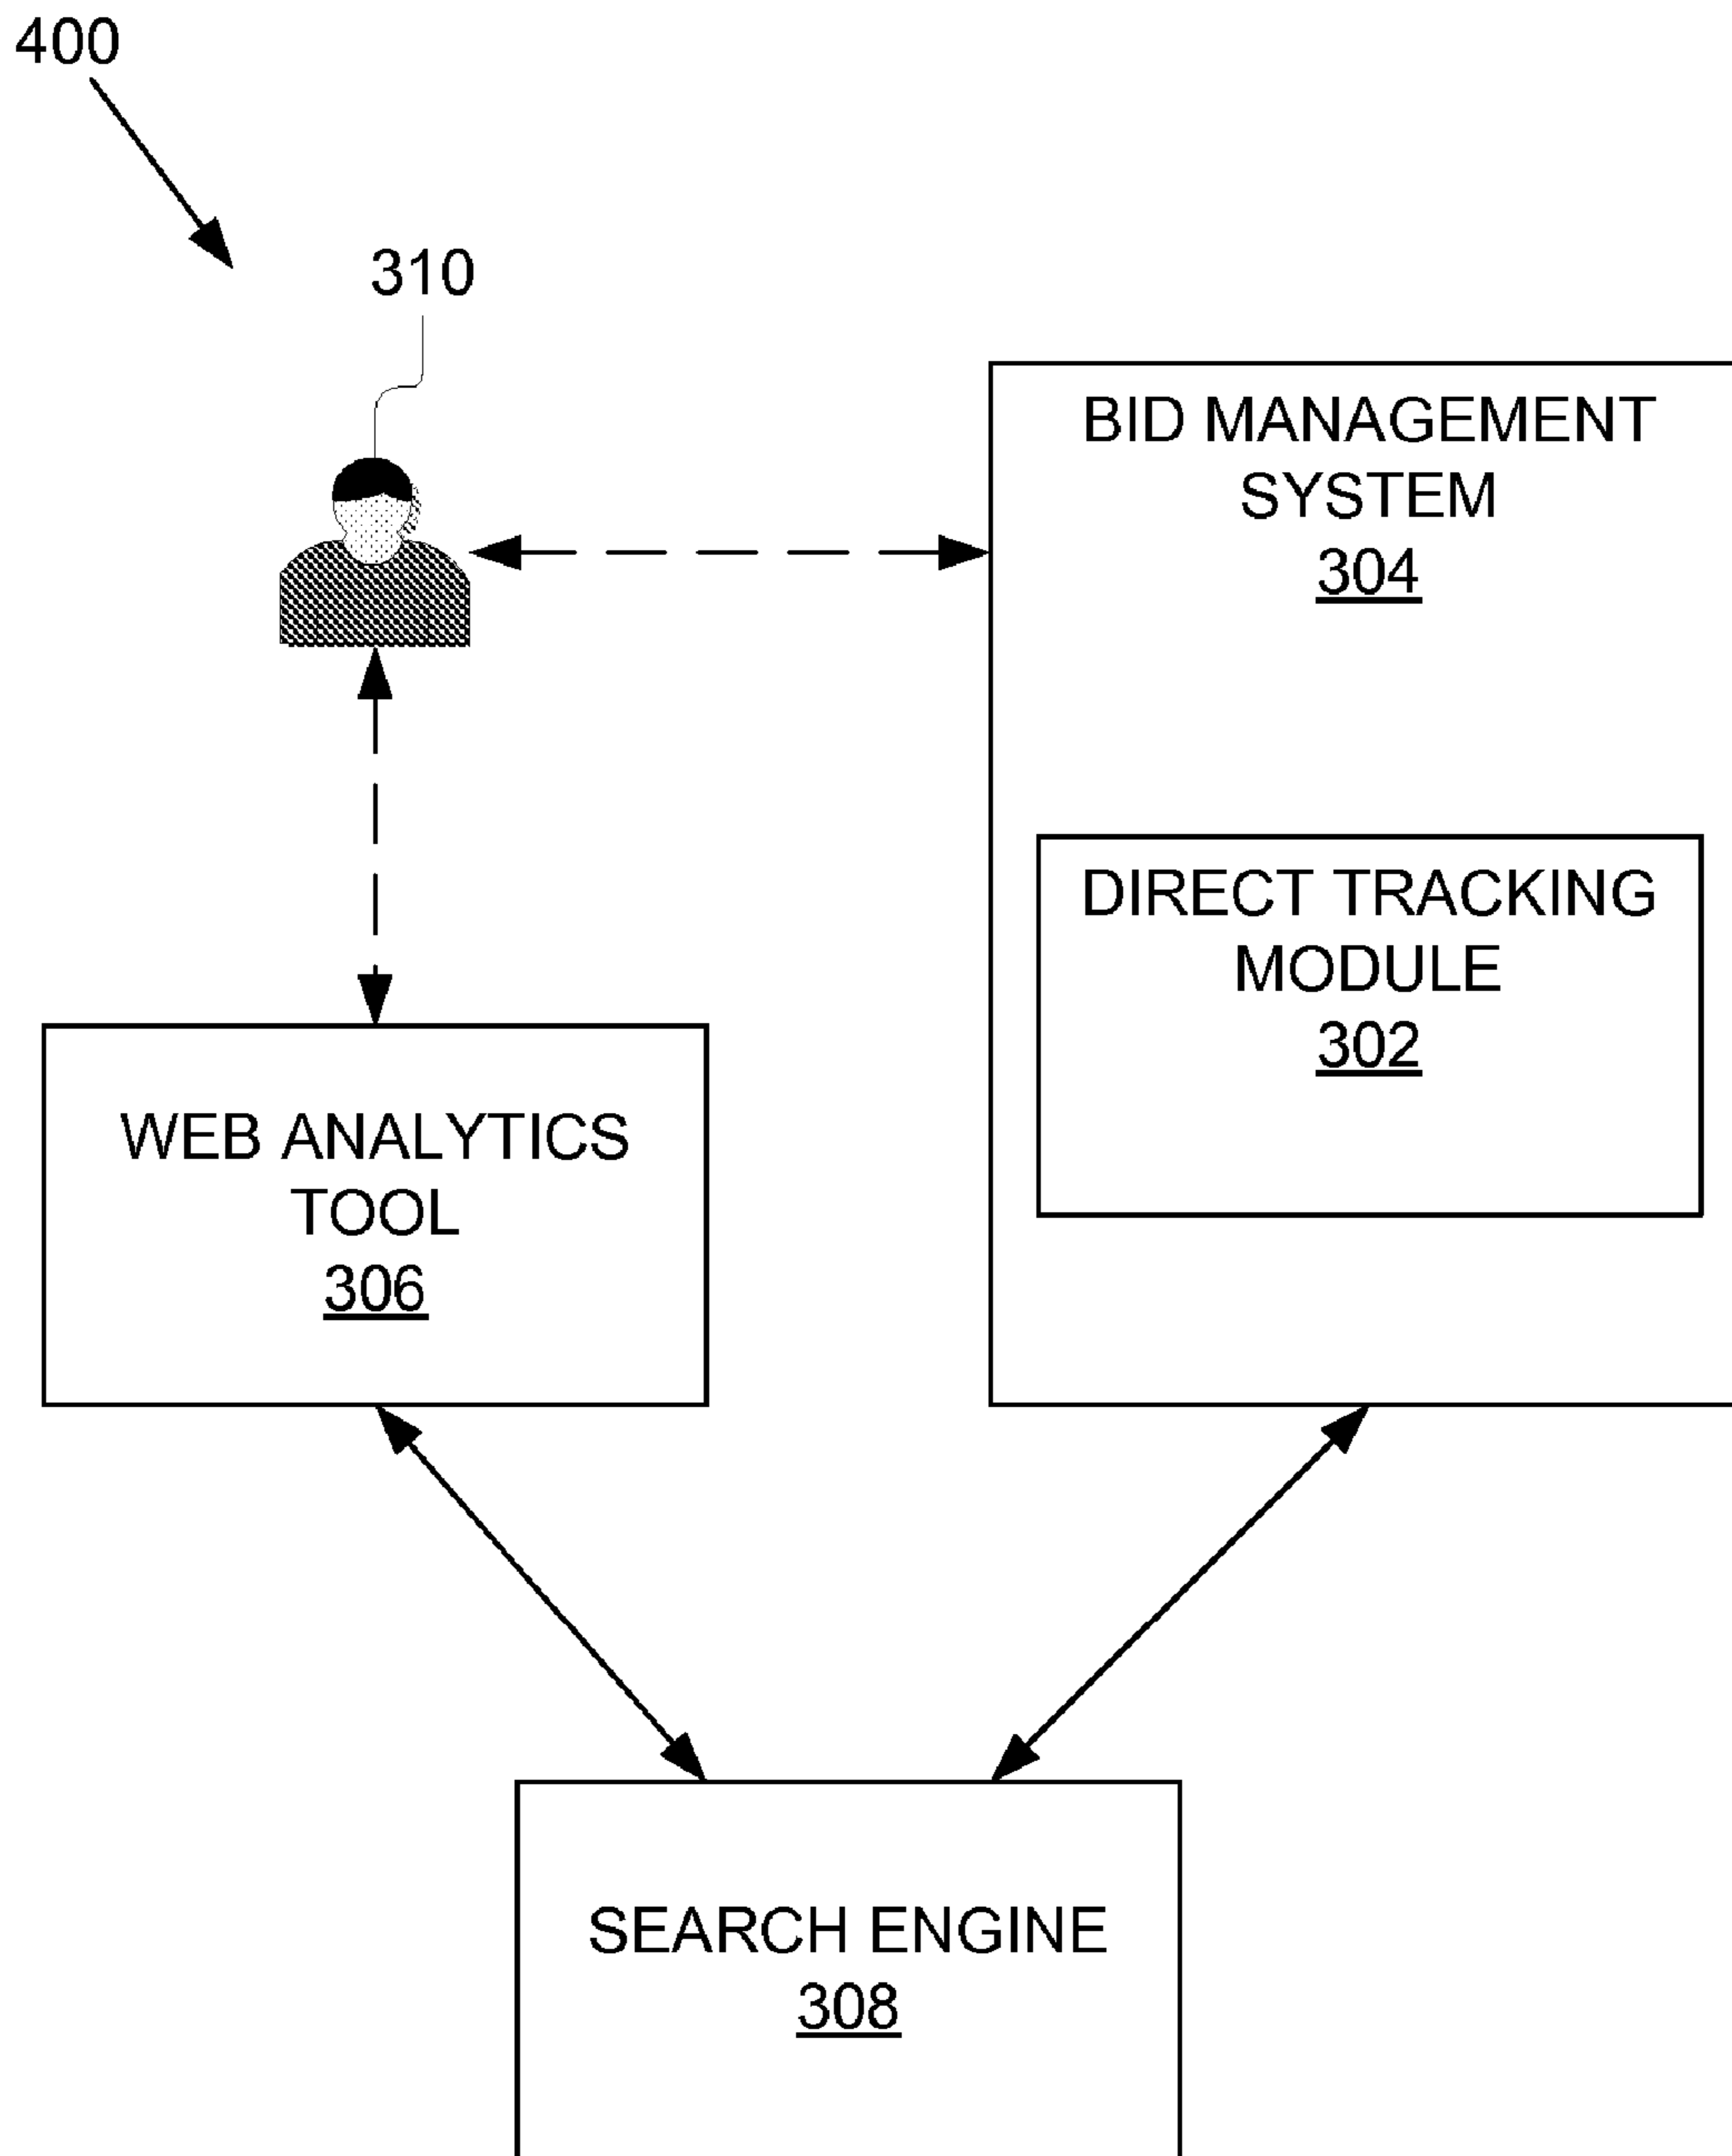 400
310
BID MANAGEMENT
SYSTEM
304
DIRECT TRACKING
MODULE
302
WEB ANALYTICS
TOOL
306
SEARCH ENGINE
308